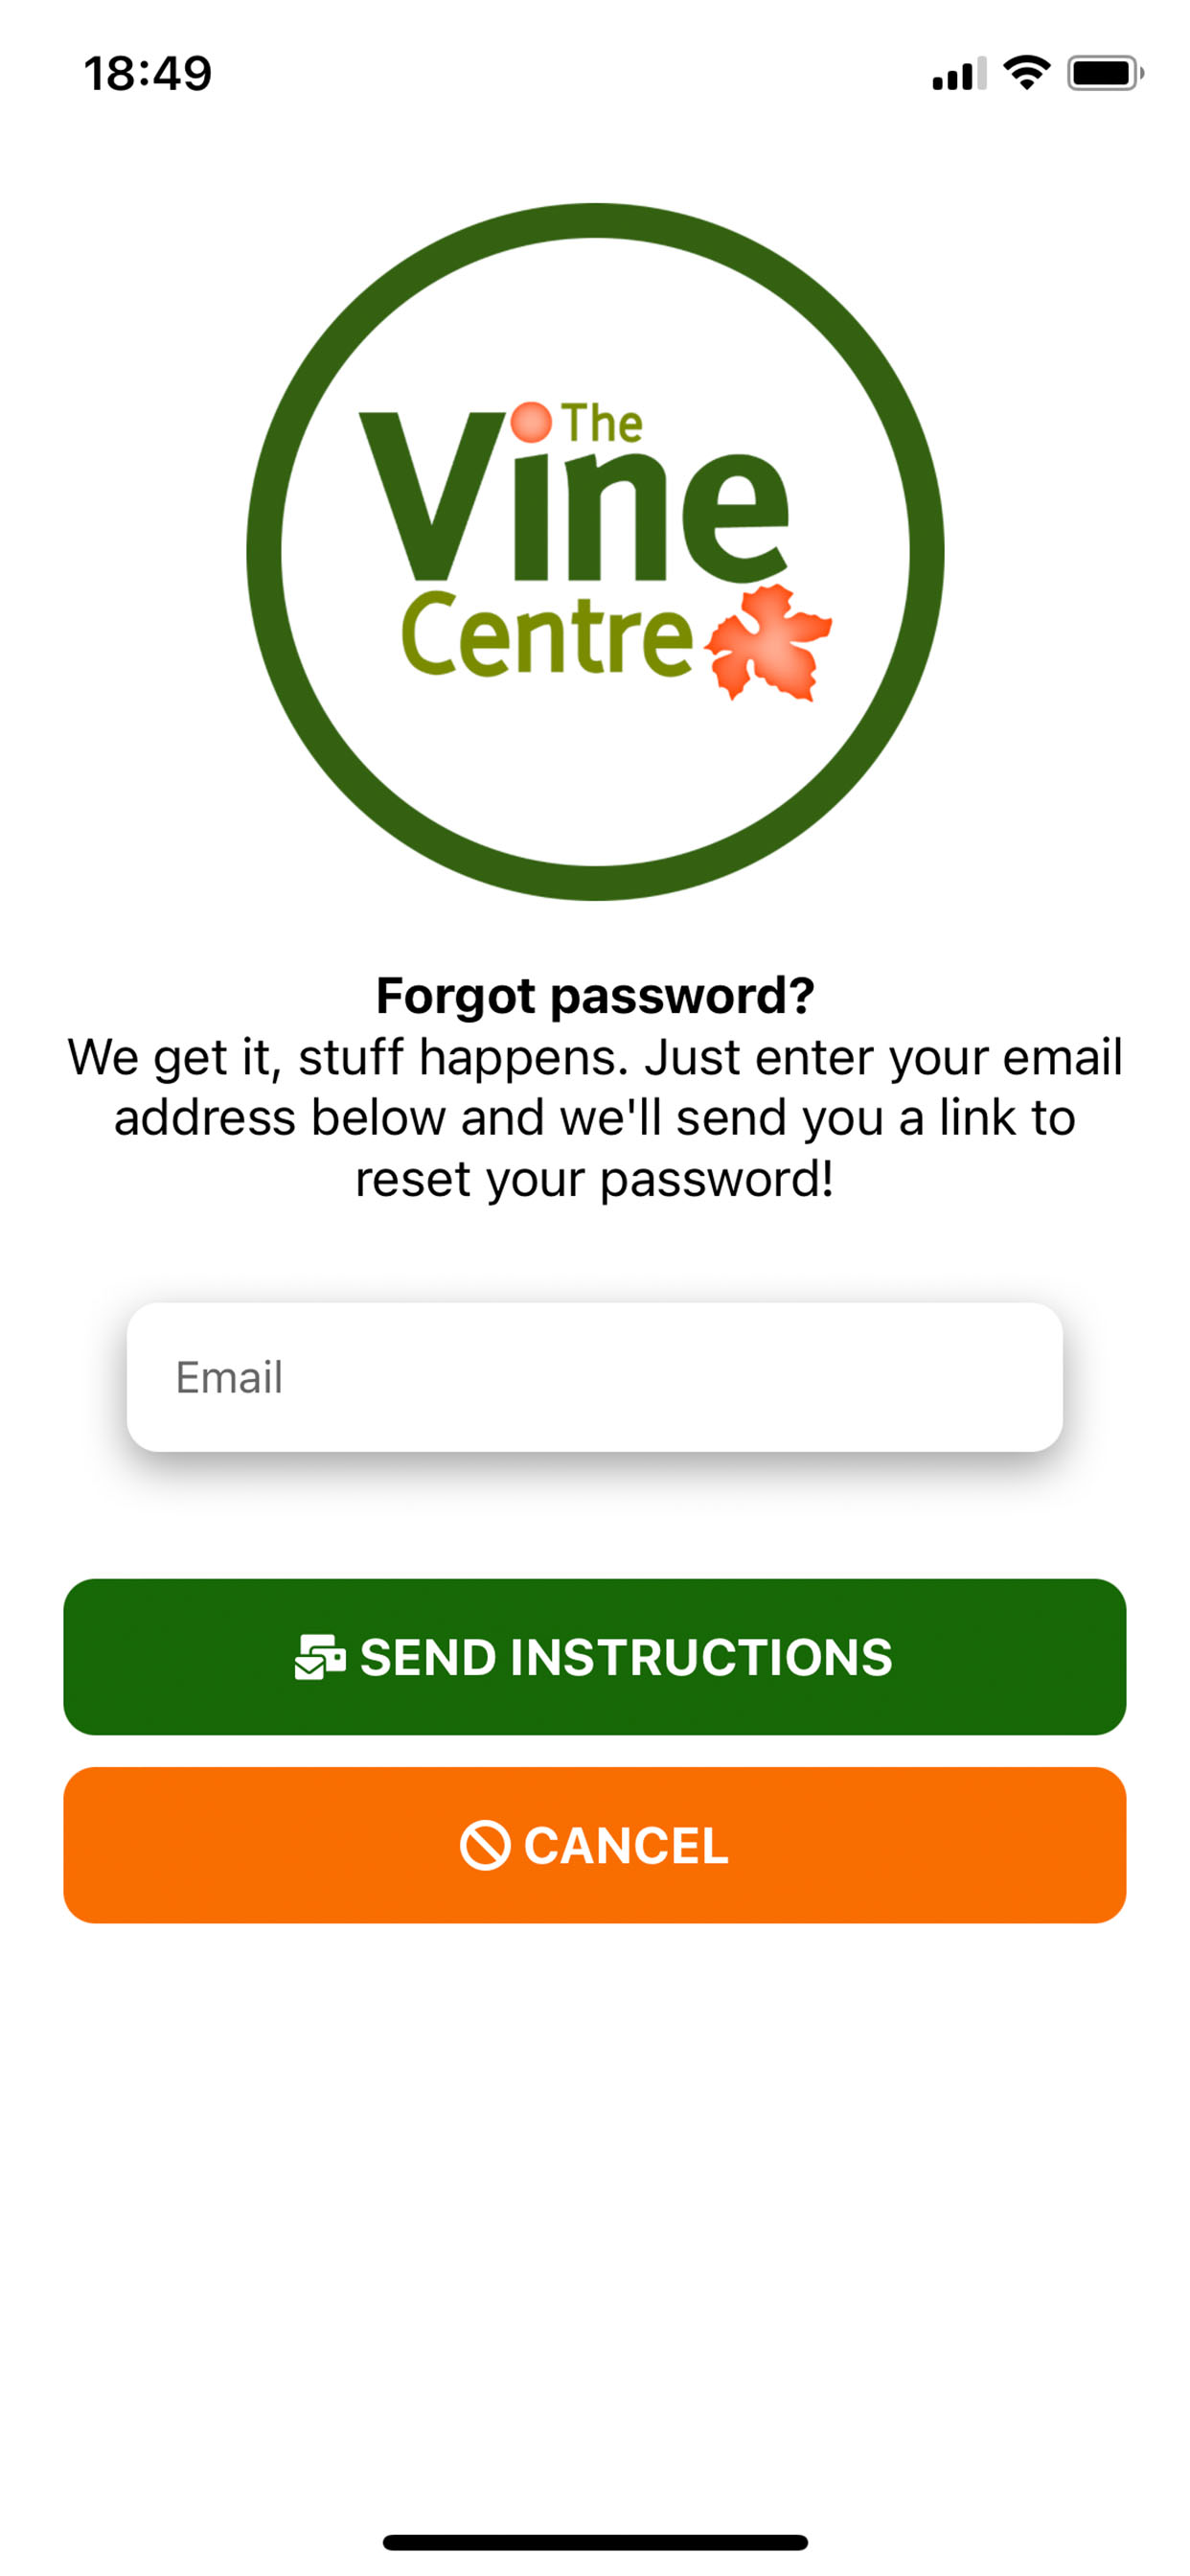 18:49
The
Vine
Centre
Forgot password?
We get it, stuff happens. Just enter your email
address below and we'll send you a link to
reset your password!
Email
SEND INSTRUCTIONS
CANCEL